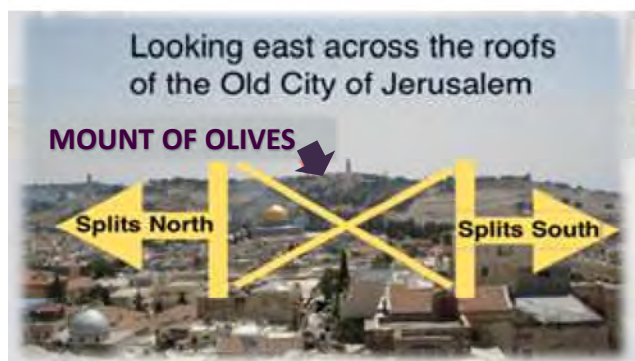 Looking east across the roofs
of the Old City of Jerusalem
MOUNT OF OLIVES
Splits North
Splits South